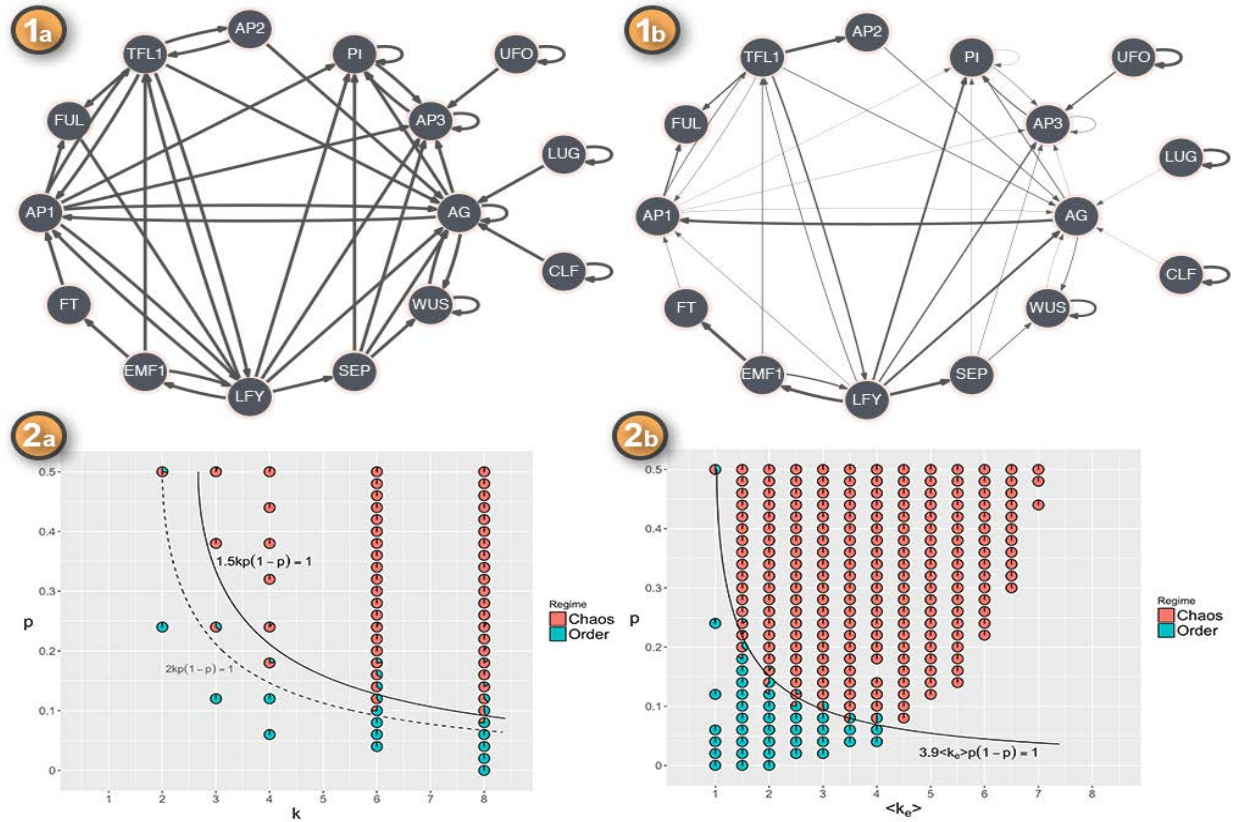 1a
AP2
TFL1
PI
UFO
FUL
AP3
LUG
AP1
AG
CLF
FT
WUS
EMF1
SEP
LFY
1b
AP2
TFL1
PI
UFO
FUL
AP3
LUG
AP1
AG
CLF
FT
WUS
EMF1
SEP
LFY
2a
0.5
0.4
0.3
0.2
0.1
0
p
1.5kp(1−p)=1
2kp(1−p)=1
1 2 3 4 5 6 7 8
k
Regime
Chaos
Order
2b
0.5
0.4
0.3
0.2
0.1
0
p
3.9<kₑ>p(1−p)=1
1 2 3 4 5 6 7 8
<kₑ>
Regime
Chaos
Order